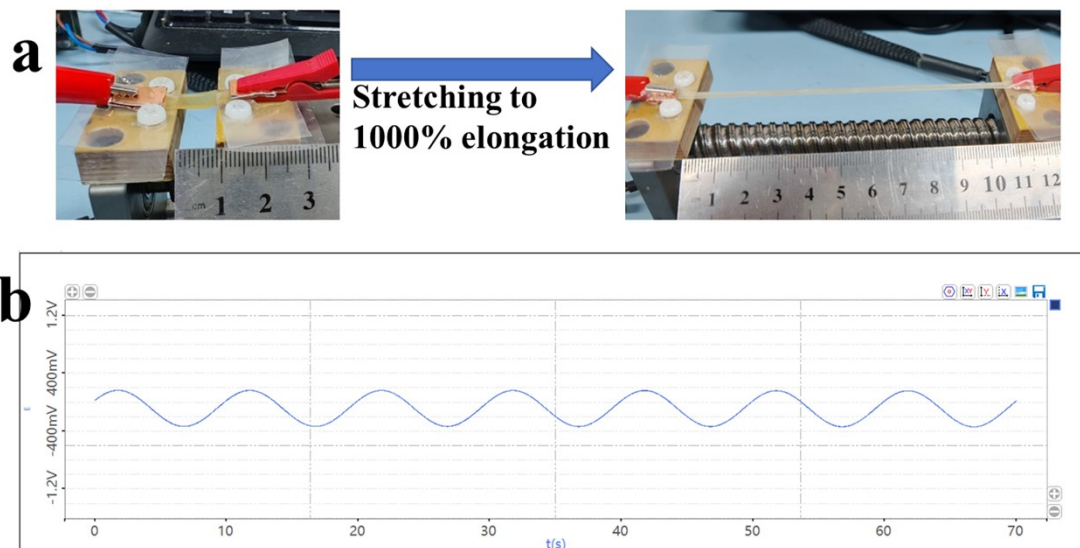 a
Stretching to
1000% elongation
cm 1 2 3
1 2 3 4 5 6 7 8 9 10 11 12
b
1.2V
400mV
-400mV
-1.2V
0 10 20 30 40 50 60 70
t(s)